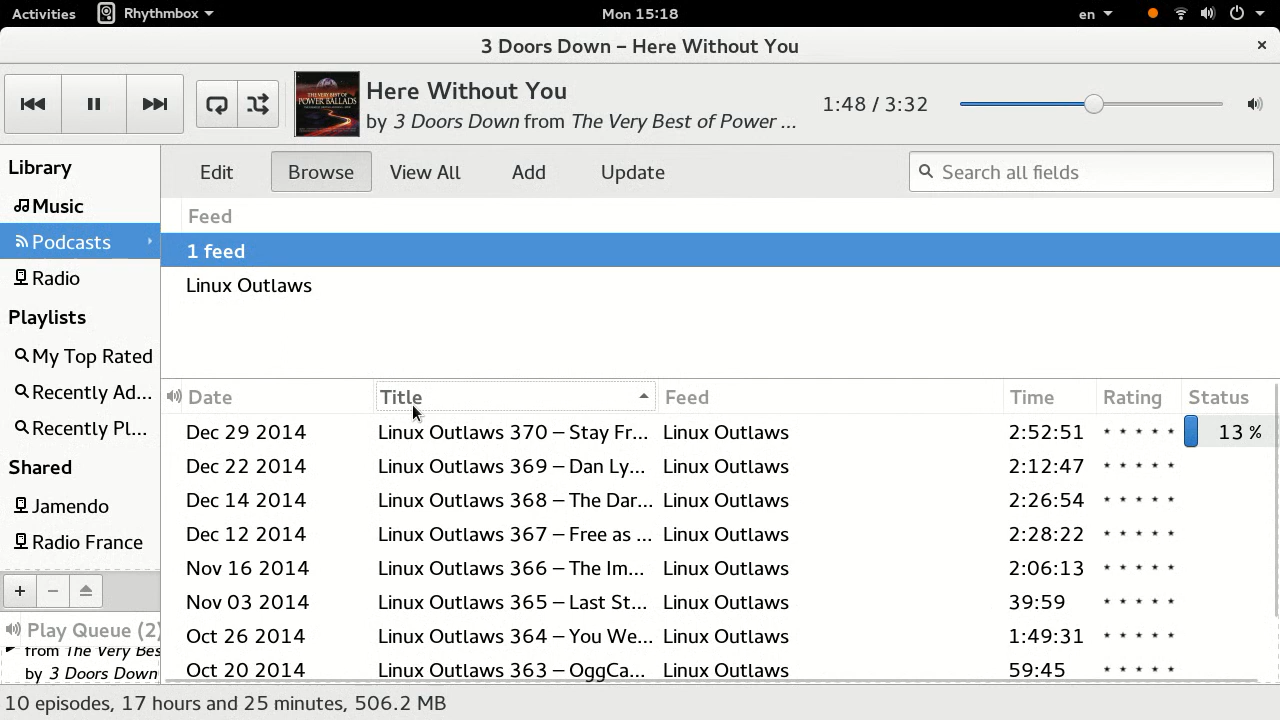 Activities Rhythmbox Mon 15:18 en
3 Doors Down – Here Without You ×
Here Without You
by 3 Doors Down from The Very Best of Power ...
1:48 / 3:32
THE VERY BEST OF
POWER BALLADS
Library
Music
Podcasts
Radio
Playlists
My Top Rated
Recently Ad...
Recently Pl...
Shared
Jamendo
Radio France
+ −
Play Queue (2)
from The Very Bes
by 3 Doors Down
Edit Browse View All Add Update Search all fields
Feed
1 feed
Linux Outlaws
Date Title Feed Time Rating Status
Dec 29 2014 Linux Outlaws 370 – Stay Fr... Linux Outlaws 2:52:51 13 %
Dec 22 2014 Linux Outlaws 369 – Dan Ly... Linux Outlaws 2:12:47
Dec 14 2014 Linux Outlaws 368 – The Dar... Linux Outlaws 2:26:54
Dec 12 2014 Linux Outlaws 367 – Free as ... Linux Outlaws 2:28:22
Nov 16 2014 Linux Outlaws 366 – The Im... Linux Outlaws 2:06:13
Nov 03 2014 Linux Outlaws 365 – Last St... Linux Outlaws 39:59
Oct 26 2014 Linux Outlaws 364 – You We... Linux Outlaws 1:49:31
Oct 20 2014 Linux Outlaws 363 – OggCa... Linux Outlaws 59:45
10 episodes, 17 hours and 25 minutes, 506.2 MB